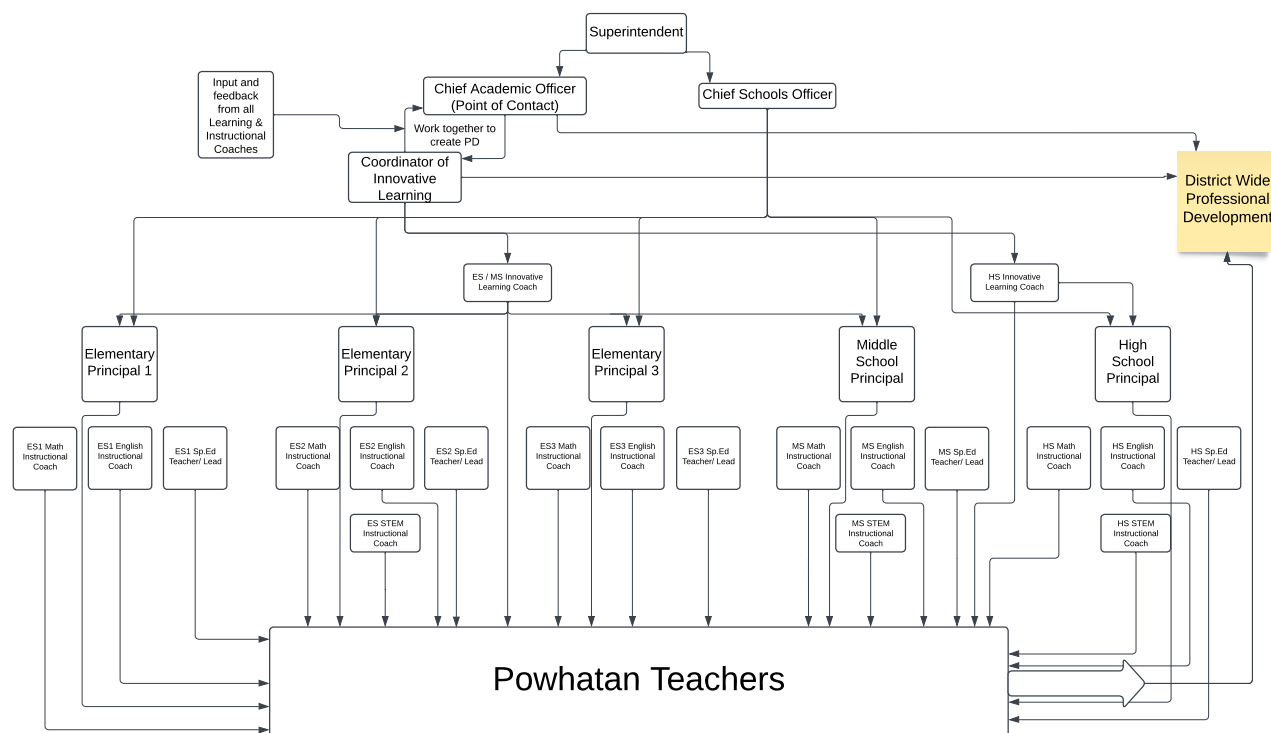 Superintendent
Input and
feedback
from all
Learning &
Instructional
Coaches
Chief Academic Officer
(Point of Contact)
Chief Schools Officer
Work together to
create PD
Coordinator of
Innovative
Learning
District Wide
Professional
Development
ES / MS Innovative
Learning Coach
HS Innovative
Learning Coach
Elementary
Principal 1
Elementary
Principal 2
Elementary
Principal 3
Middle
School
Principal
High
School
Principal
ES1 Math
Instructional
Coach
ES1 English
Instructional
Coach
ES1 Sp.Ed
Teacher/ Lead
ES2 Math
Instructional
Coach
ES2 English
Instructional
Coach
ES2 Sp.Ed
Teacher/ Lead
ES3 Math
Instructional
Coach
ES3 English
Instructional
Coach
ES3 Sp.Ed
Teacher/ Lead
MS Math
Instructional
Coach
MS English
Instructional
Coach
MS Sp.Ed
Teacher/ Lead
HS Math
Instructional
Coach
HS English
Instructional
Coach
HS Sp.Ed
Teacher/ Lead
ES STEM
Instructional
Coach
MS STEM
Instructional
Coach
HS STEM
Instructional
Coach
Powhatan Teachers